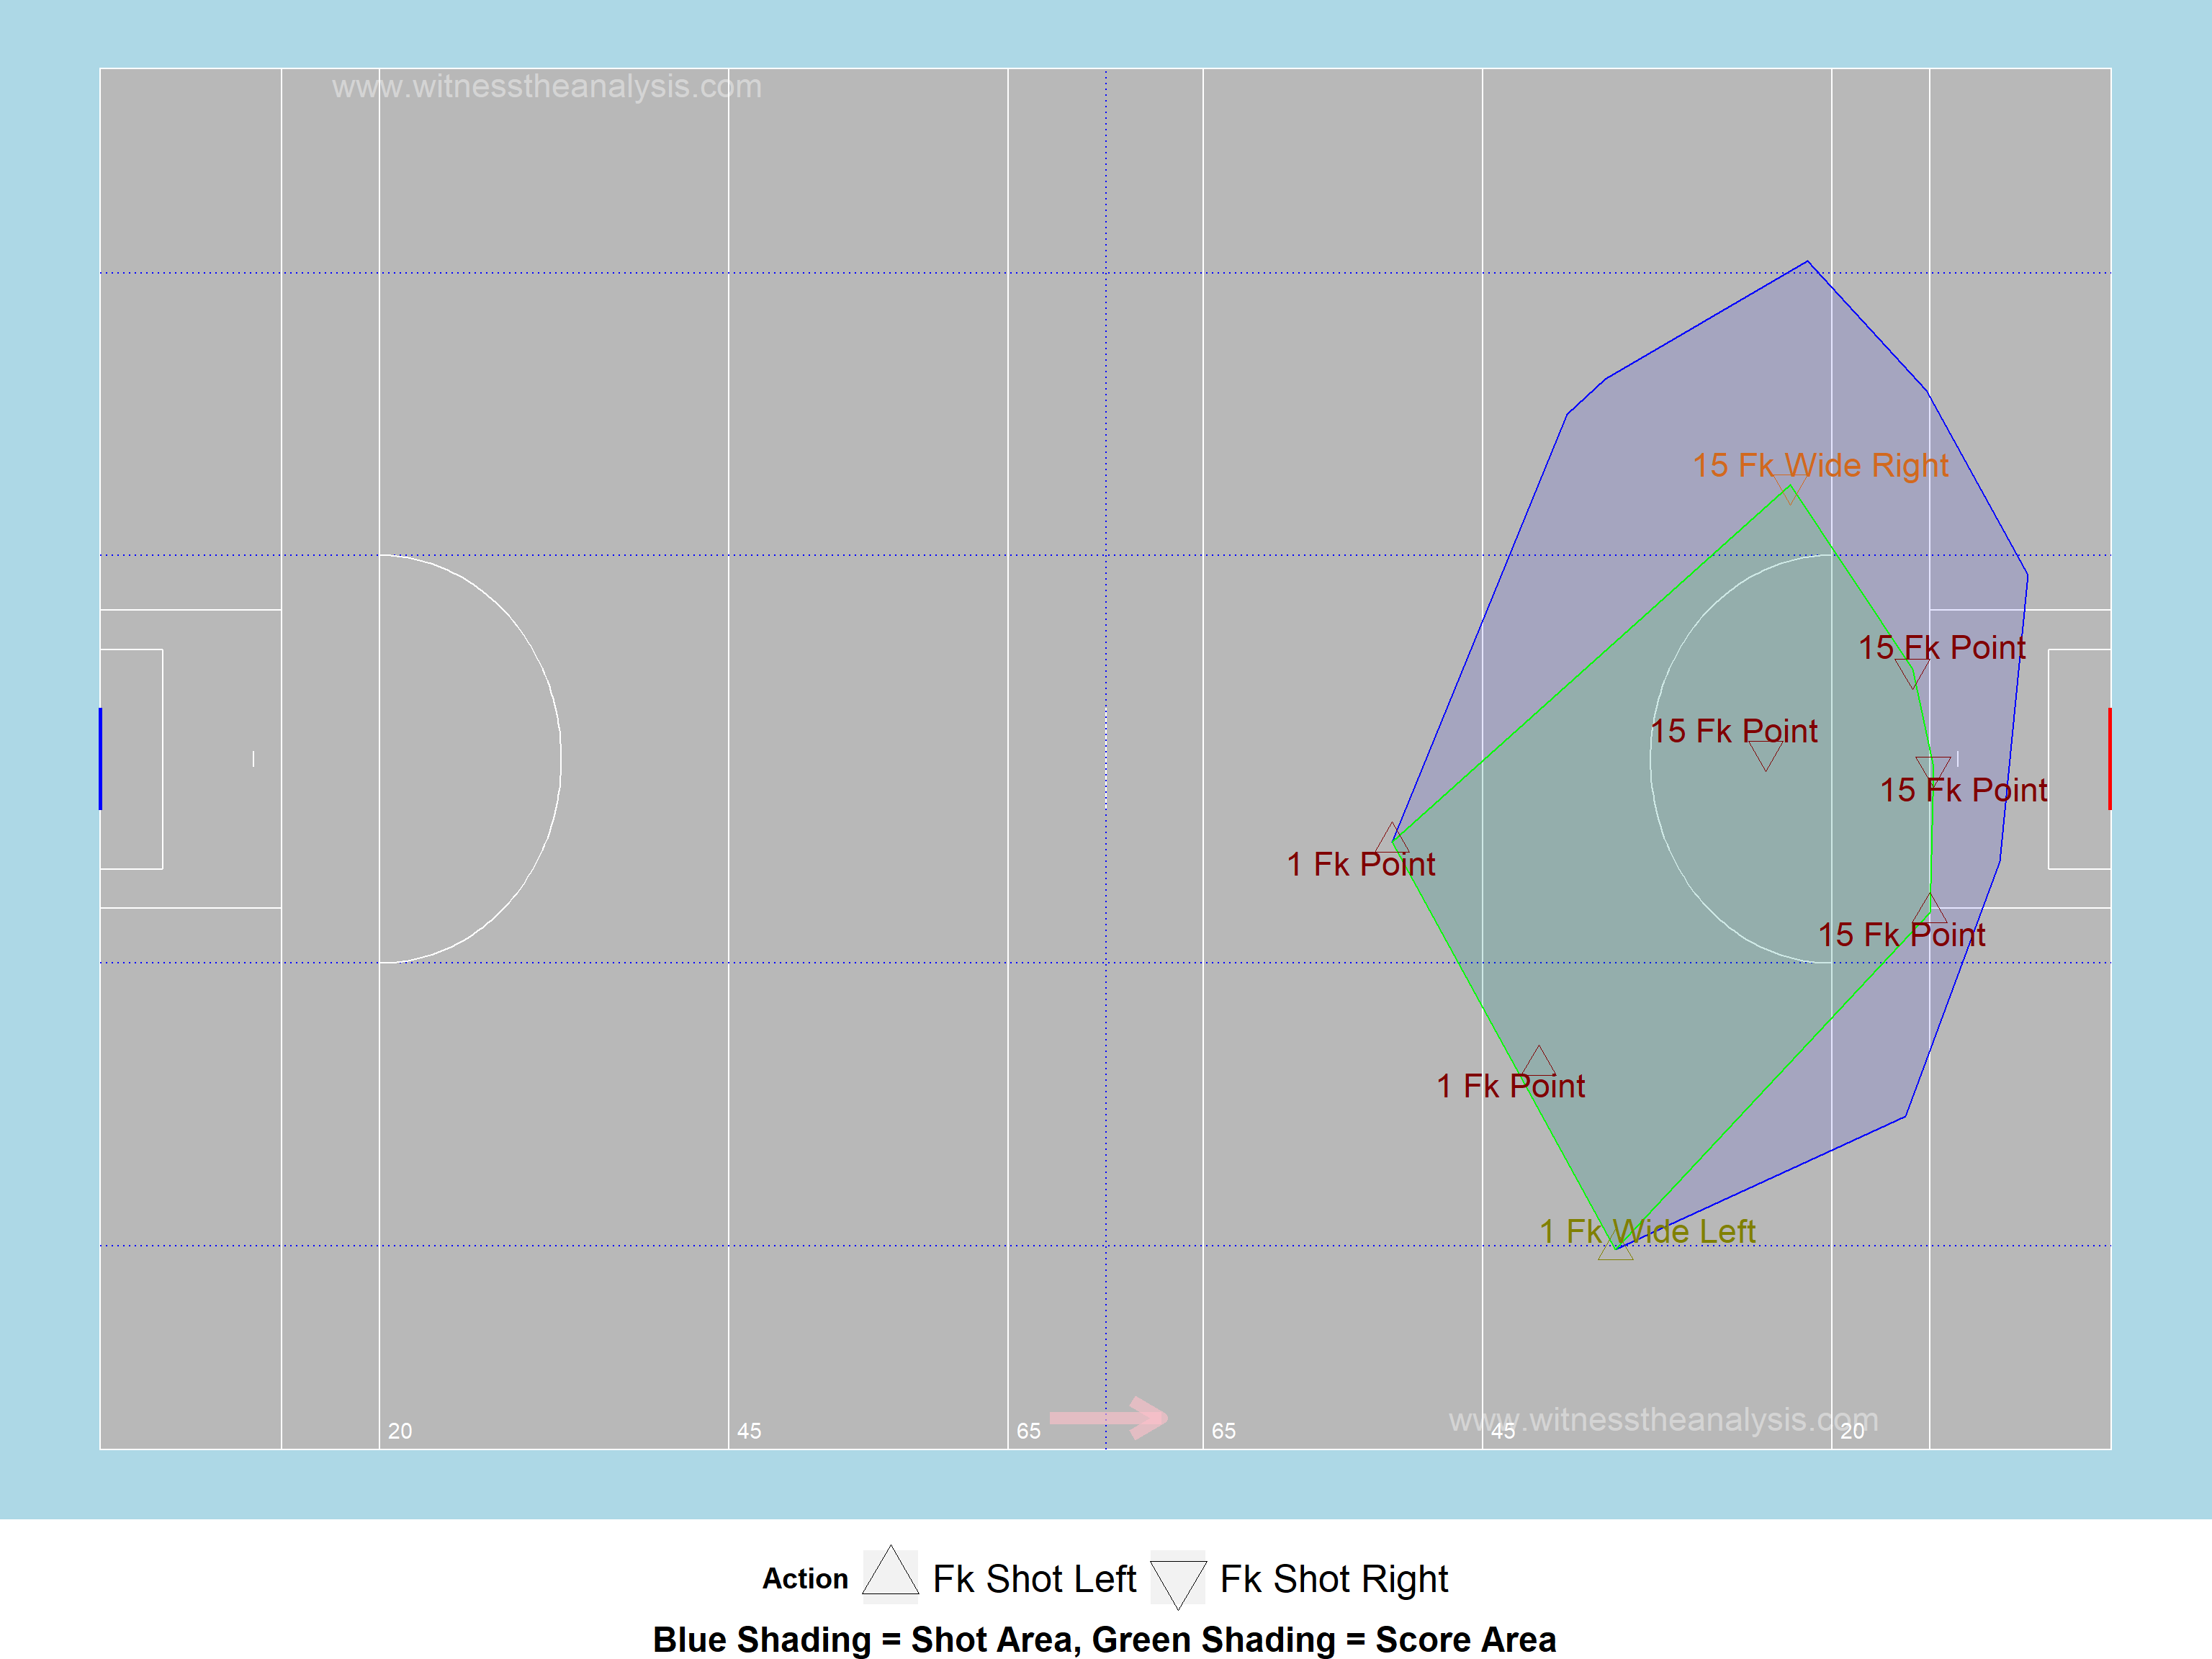 www.witnesstheanalysis.com
15 Fk Wide Right
15 Fk Point
15 Fk Point
15 Fk Point
1 Fk Point
15 Fk Point
1 Fk Point
1 Fk Wide Left
www.witnesstheanalysis.com
20 45 65 65 45 20
Action Fk Shot Left Fk Shot Right
Blue Shading = Shot Area, Green Shading = Score Area